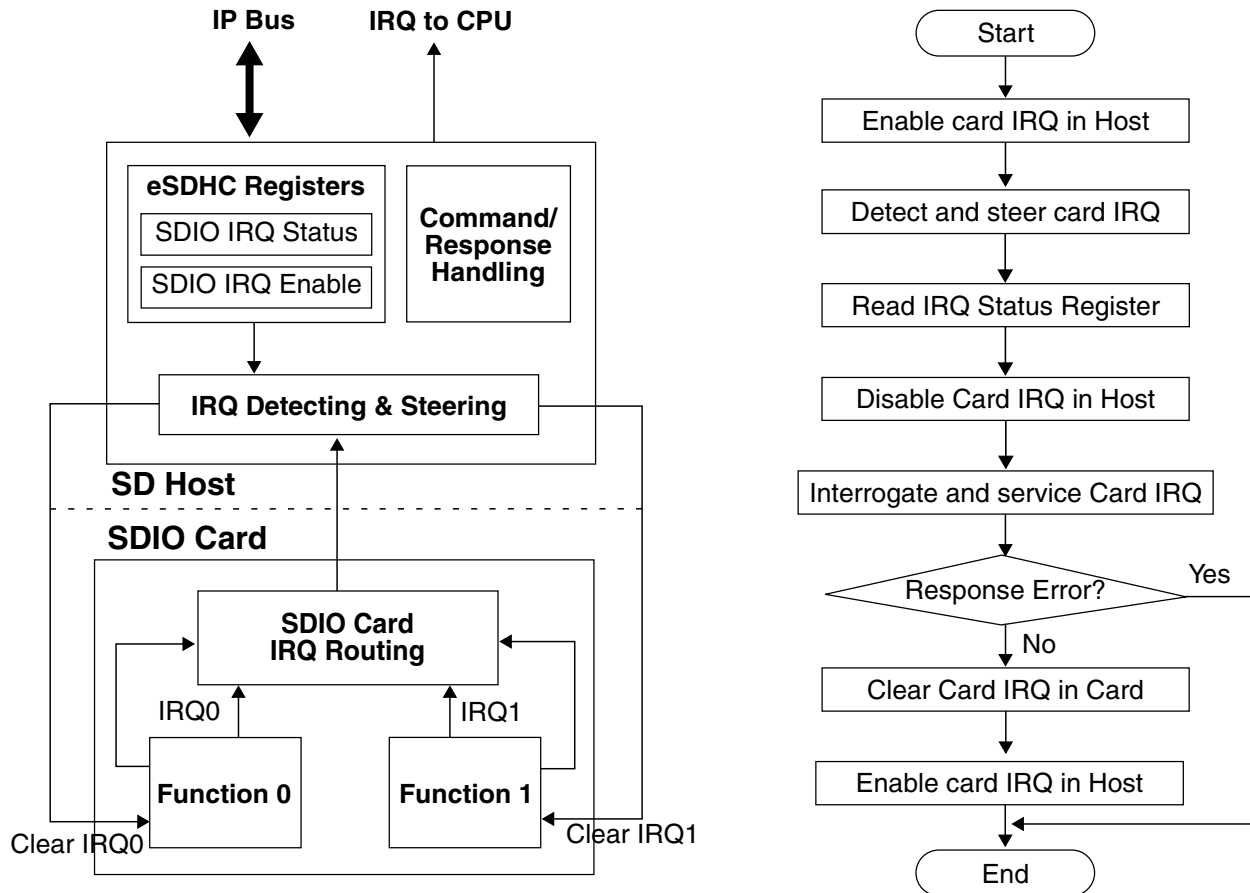 IP Bus
IRQ to CPU
eSDHC Registers
SDIO IRQ Status
SDIO IRQ Enable
Command/
Response
Handling
IRQ Detecting & Steering
SD Host
SDIO Card
SDIO Card
IRQ Routing
IRQ0
IRQ1
Function 0
Function 1
Clear IRQ0
Clear IRQ1
Start
Enable card IRQ in Host
Detect and steer card IRQ
Read IRQ Status Register
Disable Card IRQ in Host
Interrogate and service Card IRQ
Response Error?
Yes
No
Clear Card IRQ in Card
Enable card IRQ in Host
End